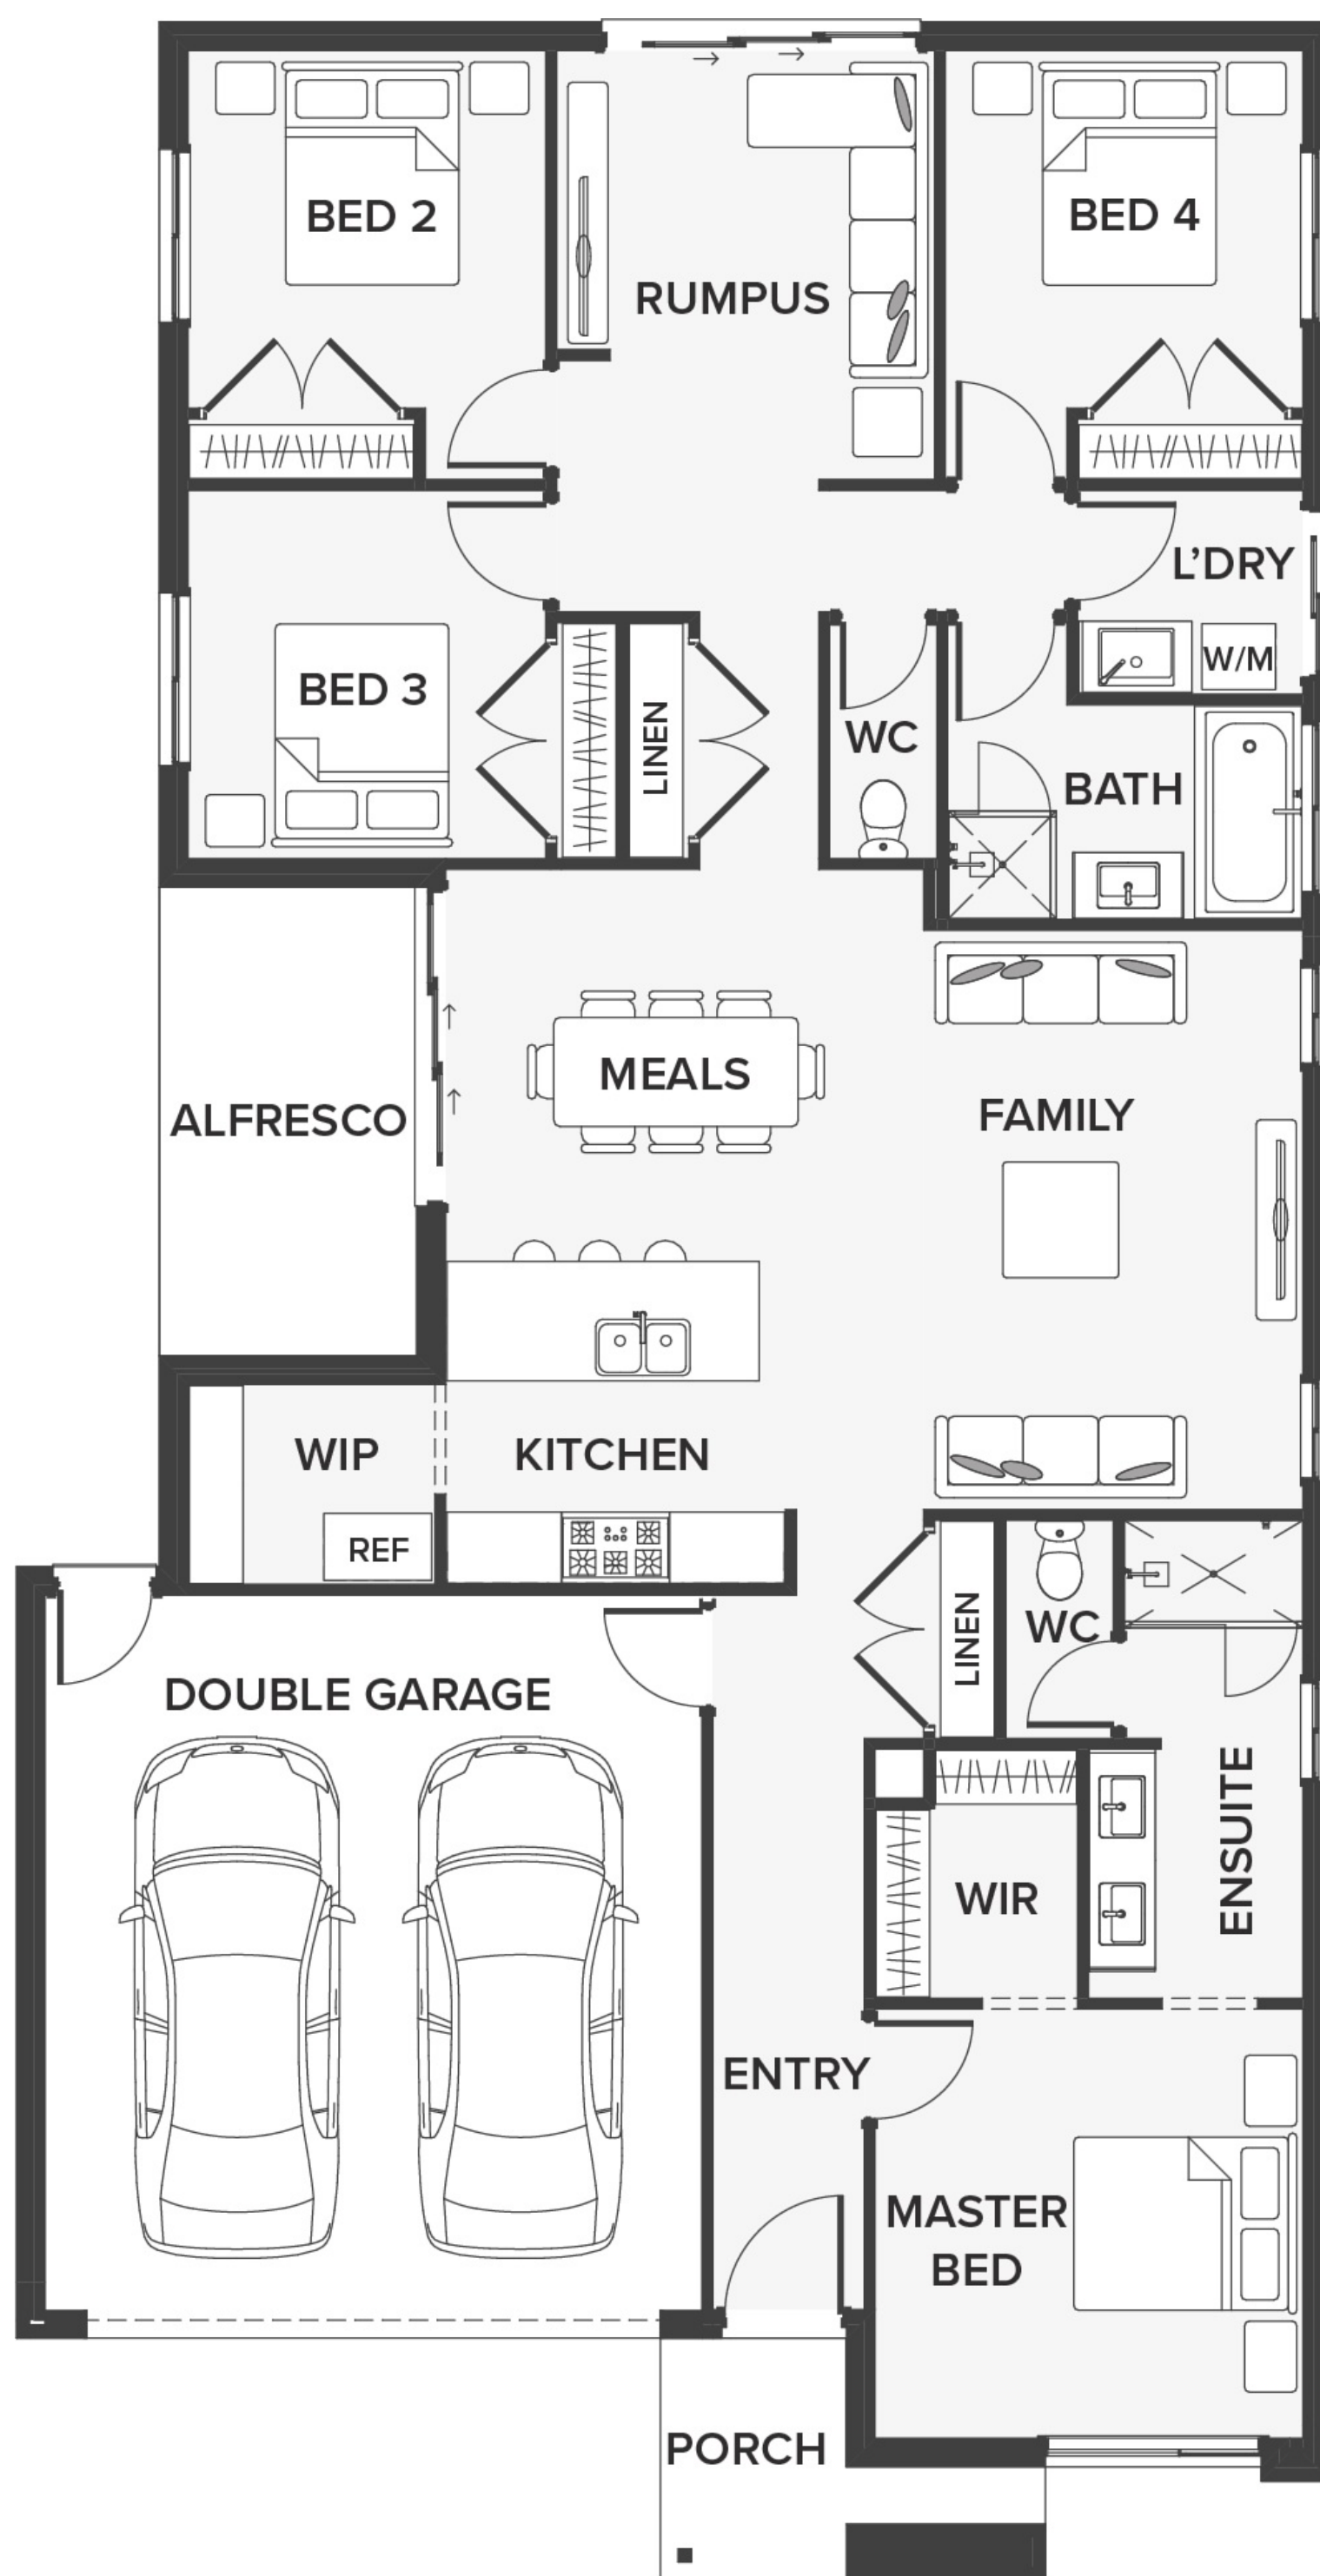 BED 2
BED 4
RUMPUS
L’DRY
W/M
BED 3
LINEN
WC
BATH
MEALS
ALFRESCO
FAMILY
WIP
KITCHEN
REF
LINEN
WC
DOUBLE GARAGE
ENSUITE
WIR
ENTRY
MASTER
BED
PORCH